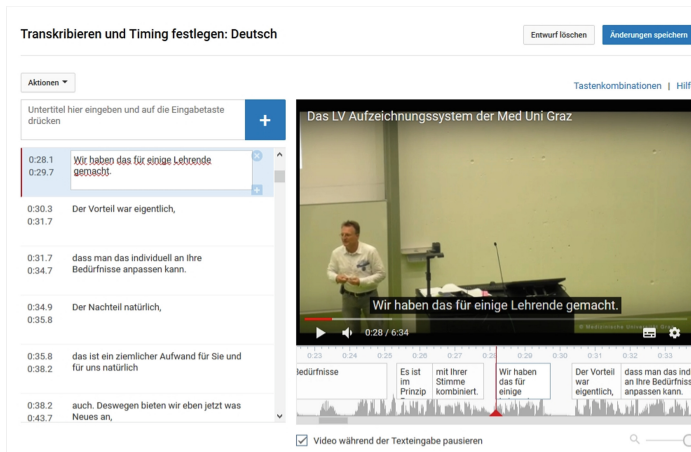 Transkribieren und Timing festlegen: Deutsch
Entwurf löschen
Änderungen speichern
Aktionen
Tastenkombinationen | Hilf
Untertitel hier eingeben und auf die Eingabetaste
drücken
+
0:28.1
0:29.7
Wir haben das für einige Lehrende
gemacht.
0:30.3
0:31.7
Der Vorteil war eigentlich,
0:31.7
0:34.7
dass man das individuell an Ihre
Bedürfnisse anpassen kann.
0:34.9
0:35.8
Der Nachteil natürlich,
0:35.8
0:38.2
das ist ein ziemlicher Aufwand für Sie und
für uns natürlich
0:38.2
0:43.7
auch. Deswegen bieten wir eben jetzt was
Neues an,
Das LV Aufzeichnungssystem der Med Uni Graz
Wir haben das für einige Lehrende gemacht.
0:28 / 6:34
© Medizinische Universität Graz
0:23 0:24 0:25 0:26 0:27 0:28 0:29 0:30 0:31 0:32 0:33
Bedürfnisse
Es ist
im
Prinzip
mit Ihrer
Stimme
kombiniert.
Wir haben
das für
einige
Der Vorteil
war
eigentlich,
dass man das ind
an Ihre Bedürfniss
anpassen kann.
Video während der Texteingabe pausieren